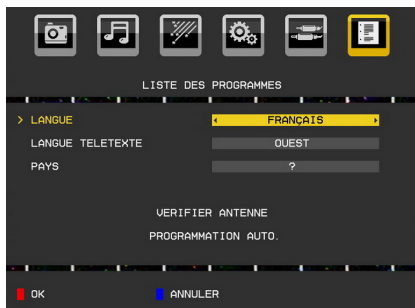 LISTE DES PROGRAMMES
> LANGUE FRANÇAIS
LANGUE TELETEXTE OUEST
PAYS ?
VERIFIER ANTENNE
PROGRAMMATION AUTO.
OK ANNULER